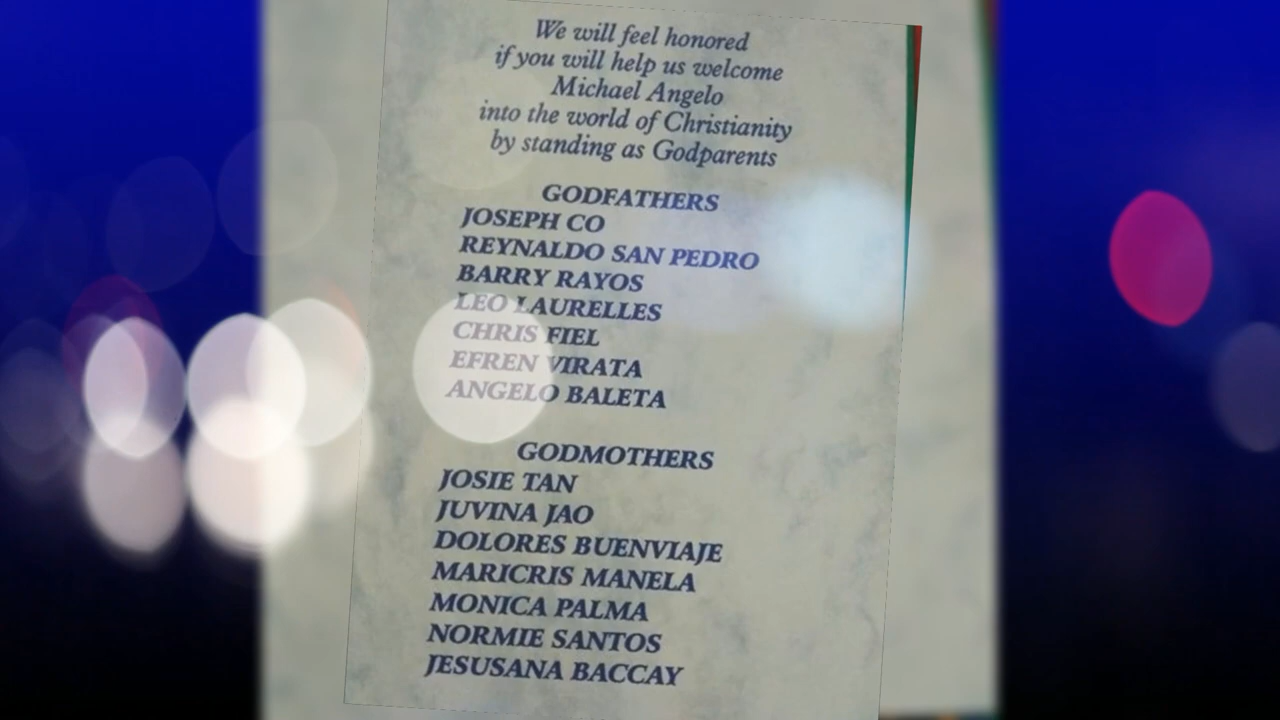 We will feel honored
if you will help us welcome
Michael Angelo
into the world of Christianity
by standing as Godparents
GODFATHERS
JOSEPH CO
REYNALDO SAN PEDRO
BARRY RAYOS
LEO LAURELLES
CHRIS FIEL
EFREN VIRATA
ANGELO BALETA
GODMOTHERS
JOSIE TAN
JUVINA JAO
DOLORES BUENVIAJE
MARICRIS MANELA
MONICA PALMA
NORMIE SANTOS
JESUSANA BACCAY